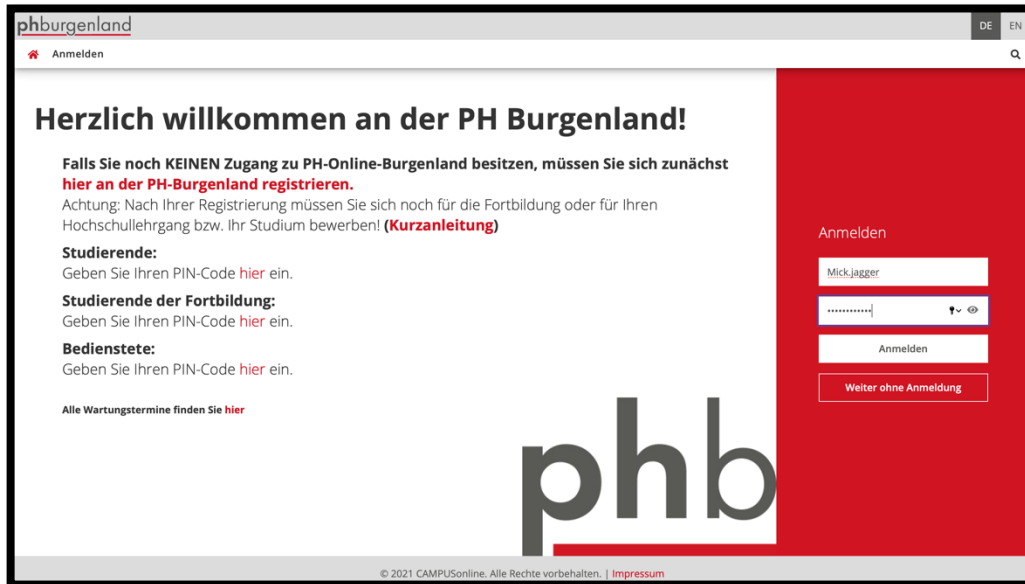 phburgenland
DE EN
Anmelden
Herzlich willkommen an der PH Burgenland!
Falls Sie noch KEINEN Zugang zu PH-Online-Burgenland besitzen, müssen Sie sich zunächst
hier an der PH-Burgenland registrieren.
Achtung: Nach Ihrer Registrierung müssen Sie sich noch für die Fortbildung oder für Ihren
Hochschullehrgang bzw. Ihr Studium bewerben! (Kurzanleitung)
Studierende:
Geben Sie Ihren PIN-Code hier ein.
Studierende der Fortbildung:
Geben Sie Ihren PIN-Code hier ein.
Bedienstete:
Geben Sie Ihren PIN-Code hier ein.
Alle Wartungstermine finden Sie hier
Anmelden
Mick.jagger
••••••••••••
Anmelden
Weiter ohne Anmeldung
phb
© 2021 CAMPUSonline. Alle Rechte vorbehalten. | Impressum